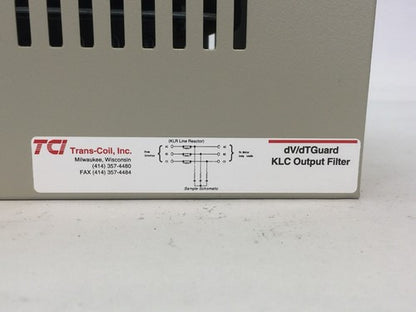 TCI Trans-Coil, Inc.
Milwaukee, Wisconsin
(414) 357-4480
FAX (414) 357-4484
(KLR Line Reactor)
Sample Schematic
dV/dTGuard
KLC Output Filter